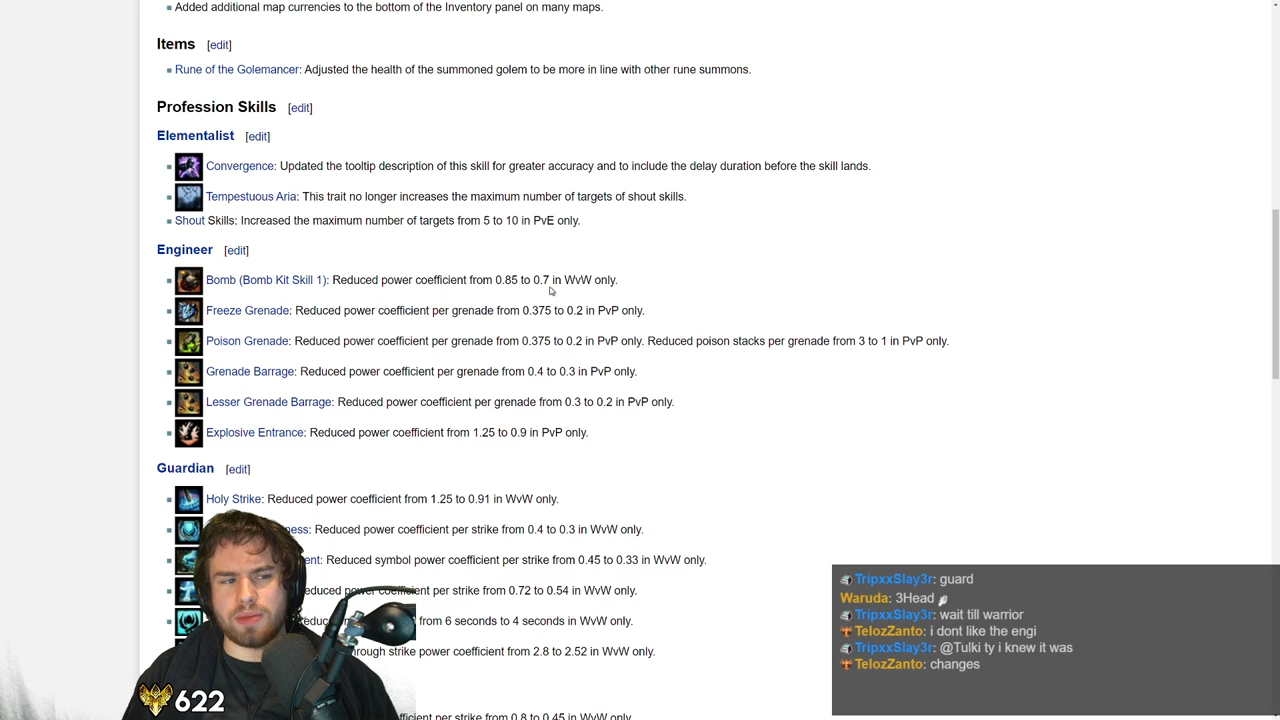 Added additional map currencies to the bottom of the Inventory panel on many maps.
Items [edit]
Rune of the Golemancer: Adjusted the health of the summoned golem to be more in line with other rune summons.
Profession Skills [edit]
Elementalist [edit]
Convergence: Updated the tooltip description of this skill for greater accuracy and to include the delay duration before the skill lands.
Tempestuous Aria: This trait no longer increases the maximum number of targets of shout skills.
Shout Skills: Increased the maximum number of targets from 5 to 10 in PvE only.
Engineer [edit]
Bomb (Bomb Kit Skill 1): Reduced power coefficient from 0.85 to 0.7 in WvW only.
Freeze Grenade: Reduced power coefficient per grenade from 0.375 to 0.2 in PvP only.
Poison Grenade: Reduced power coefficient per grenade from 0.375 to 0.2 in PvP only. Reduced poison stacks per grenade from 3 to 1 in PvP only.
Grenade Barrage: Reduced power coefficient per grenade from 0.4 to 0.3 in PvP only.
Lesser Grenade Barrage: Reduced power coefficient per grenade from 0.3 to 0.2 in PvP only.
Explosive Entrance: Reduced power coefficient from 1.25 to 0.9 in PvP only.
Guardian [edit]
Holy Strike: Reduced power coefficient from 1.25 to 0.91 in WvW only.
ness: Reduced power coefficient per strike from 0.4 to 0.3 in WvW only.
ent: Reduced symbol power coefficient per strike from 0.45 to 0.33 in WvW only.
educed power coefficient per strike from 0.72 to 0.54 in WvW only.
from 6 seconds to 4 seconds in WvW only.
rough strike power coefficient from 2.8 to 2.52 in WvW only.
fficient per strike from 0.8 to 0.45 in WvW only.
TripxxSlay3r: guard
Waruda: 3Head
TripxxSlay3r: wait till warrior
TelozZanto: i dont like the engi
TripxxSlay3r: @Tulki ty i knew it was
TelozZanto: changes
622